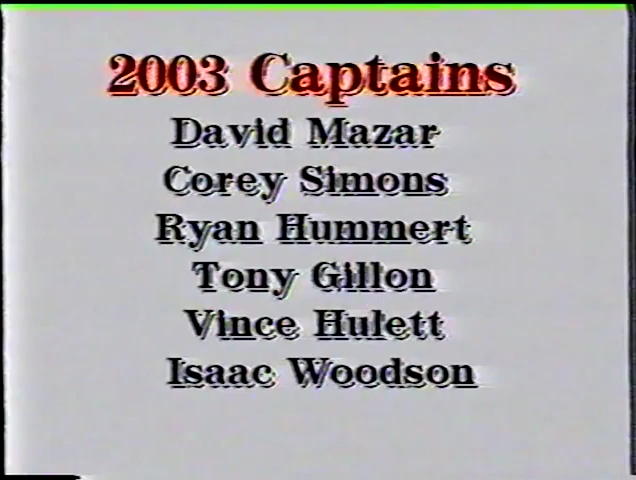 2003 Captains
David Mazar
Corey Simons
Ryan Hummert
Tony Gillon
Vince Hulett
Isaac Woodson